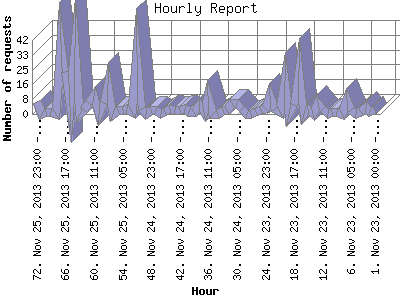 Hourly Report
Number of requests
42
33
25
16
8
0
72. Nov 25, 2013 23:00 -...
66. Nov 25, 2013 17:00 -...
60. Nov 25, 2013 11:00 -...
54. Nov 25, 2013 05:00 -...
48. Nov 24, 2013 23:00 -...
42. Nov 24, 2013 17:00 -...
36. Nov 24, 2013 11:00 -...
30. Nov 24, 2013 05:00 -...
24. Nov 23, 2013 23:00 -...
18. Nov 23, 2013 17:00 -...
12. Nov 23, 2013 11:00 -...
6. Nov 23, 2013 05:00 -...
1. Nov 23, 2013 00:00 -...
Hour